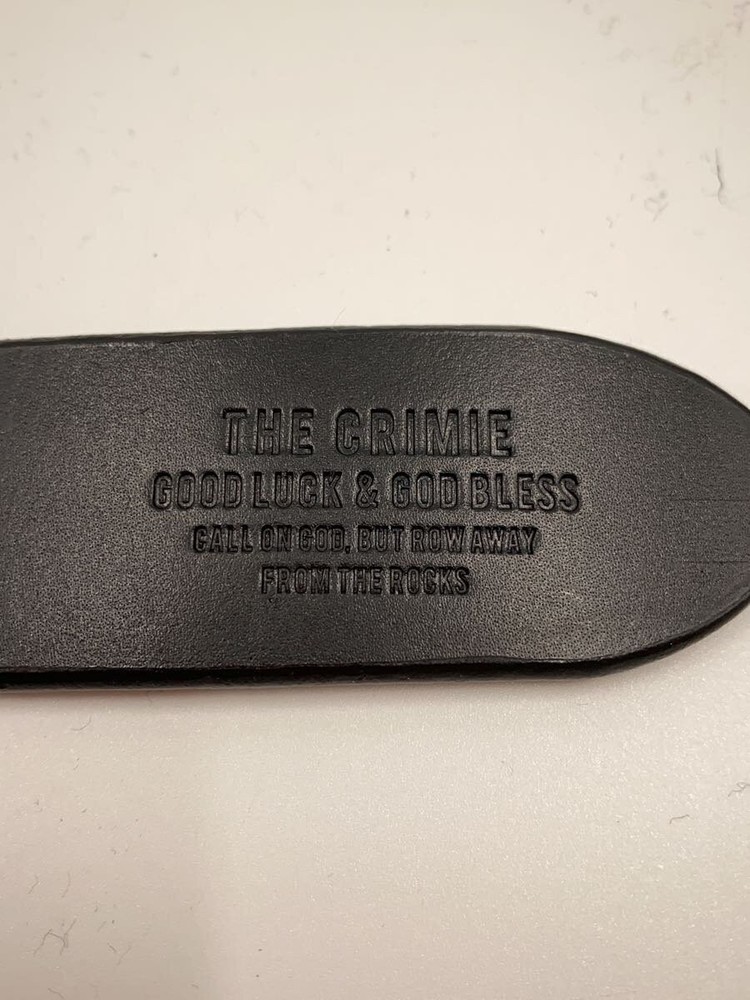 THE CRIMIE
GOOD LUCK & GOD BLESS
CALL ON GOD, BUT ROW AWAY
FROM THE ROCKS